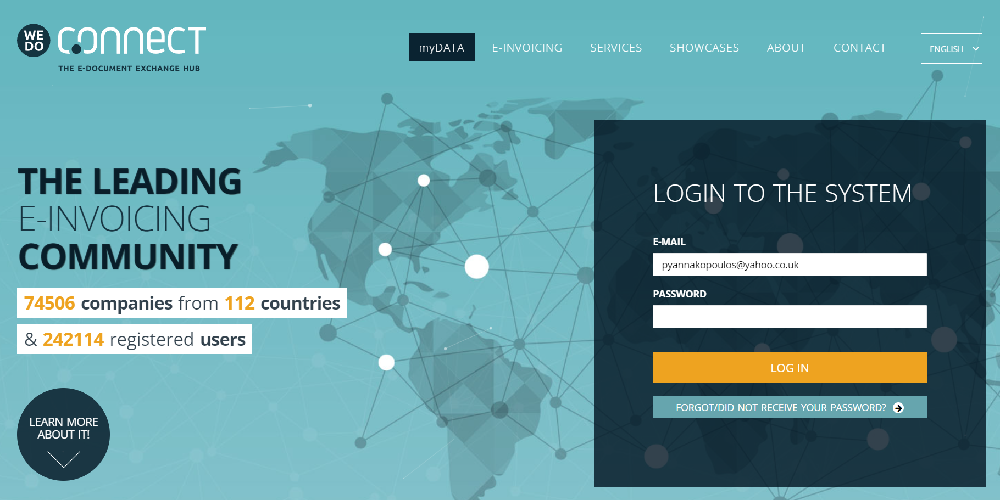 WE DO connect
THE E-DOCUMENT EXCHANGE HUB
myDATA
E-INVOICING
SERVICES
SHOWCASES
ABOUT
CONTACT
ENGLISH
THE LEADING
E-INVOICING
COMMUNITY
74506 companies from 112 countries
& 242114 registered users
LEARN MORE
ABOUT IT!
LOGIN TO THE SYSTEM
E-MAIL
pyannakopoulos@yahoo.co.uk
PASSWORD
LOG IN
FORGOT/DID NOT RECEIVE YOUR PASSWORD?